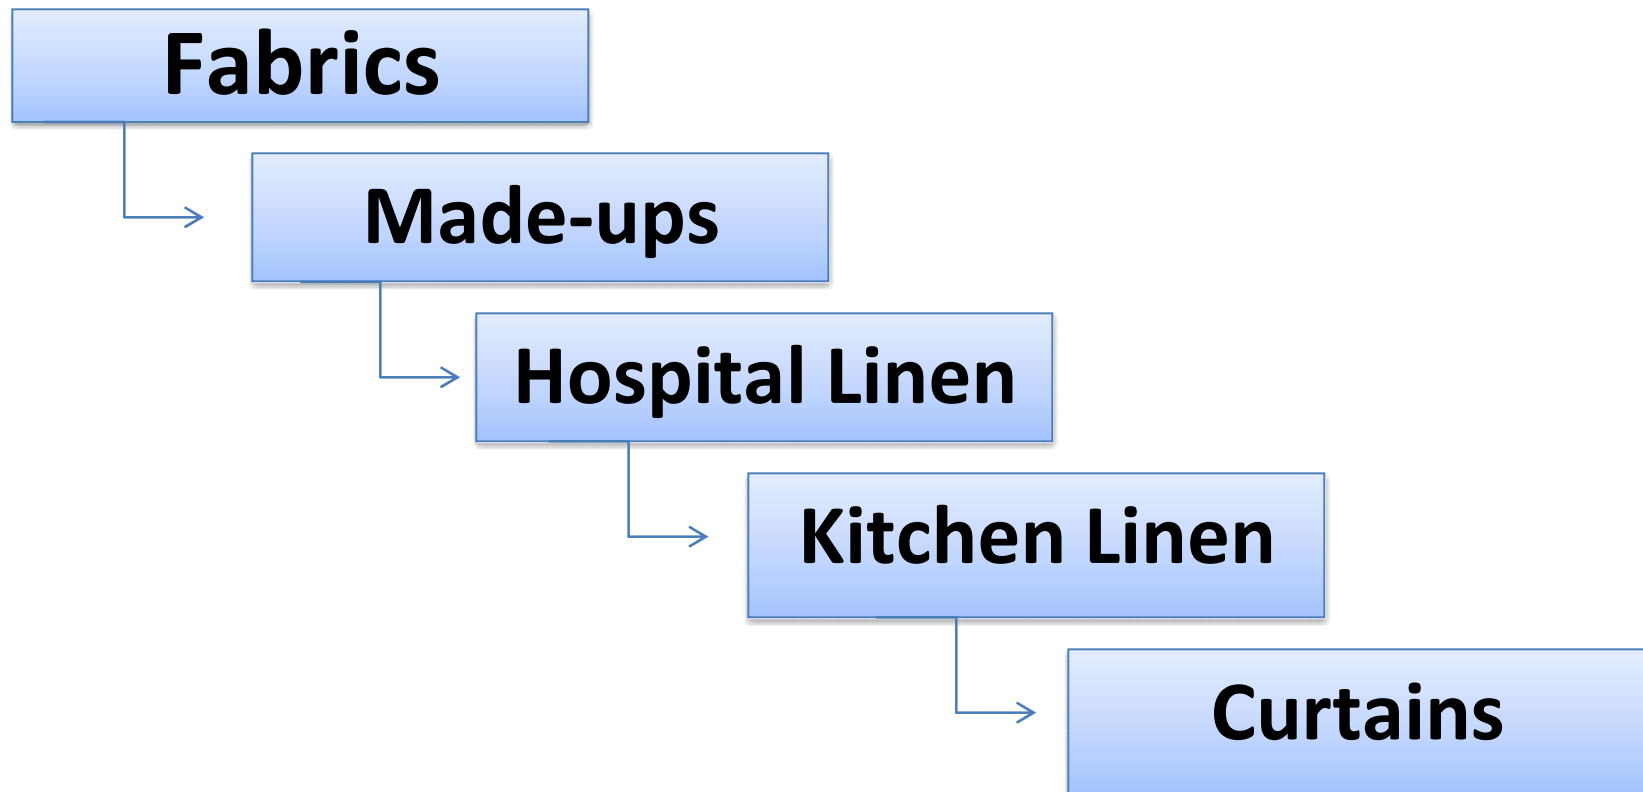 Fabrics
Made-ups
Hospital Linen
Kitchen Linen
Curtains